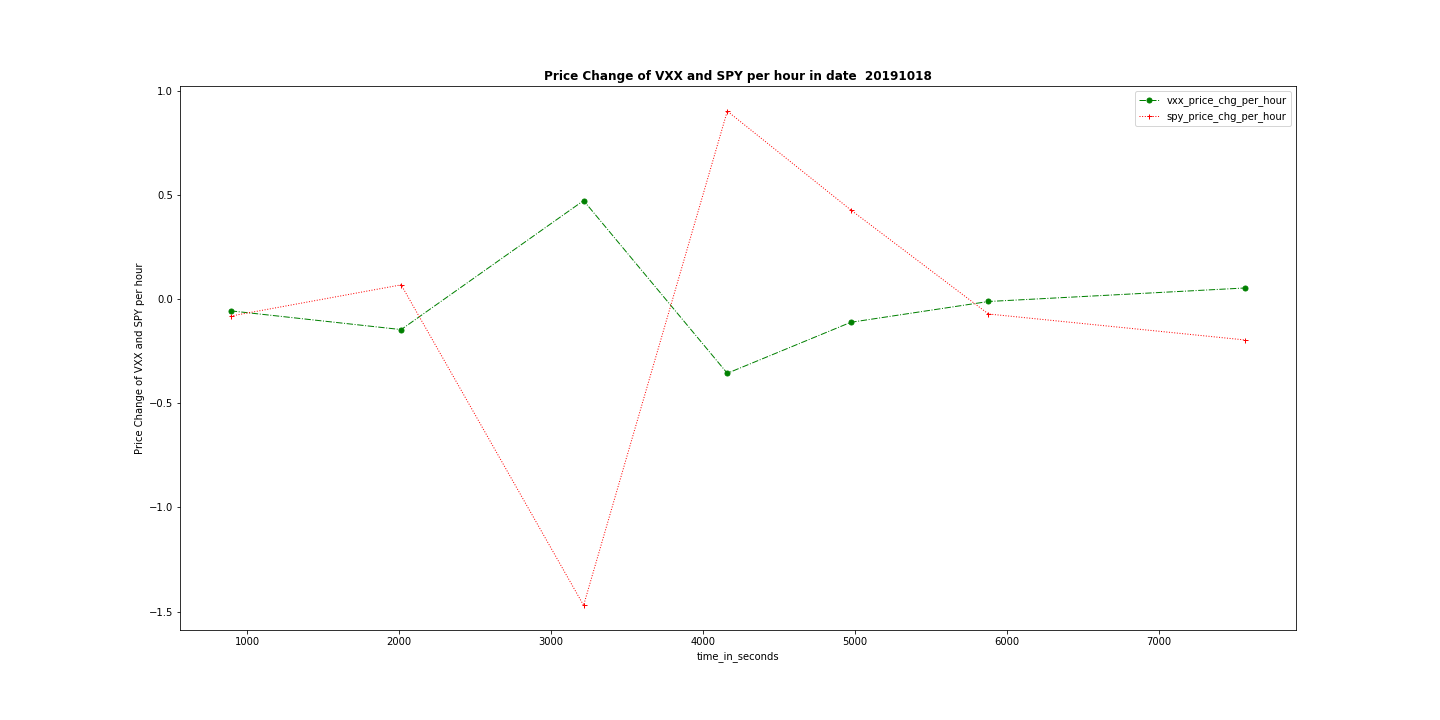 Price Change of VXX and SPY per hour in date  20191018
vxx_price_chg_per_hour
spy_price_chg_per_hour
Price Change of VXX and SPY per hour
1.0
0.5
0.0
−0.5
−1.0
−1.5
1000 2000 3000 4000 5000 6000 7000
time_in_seconds